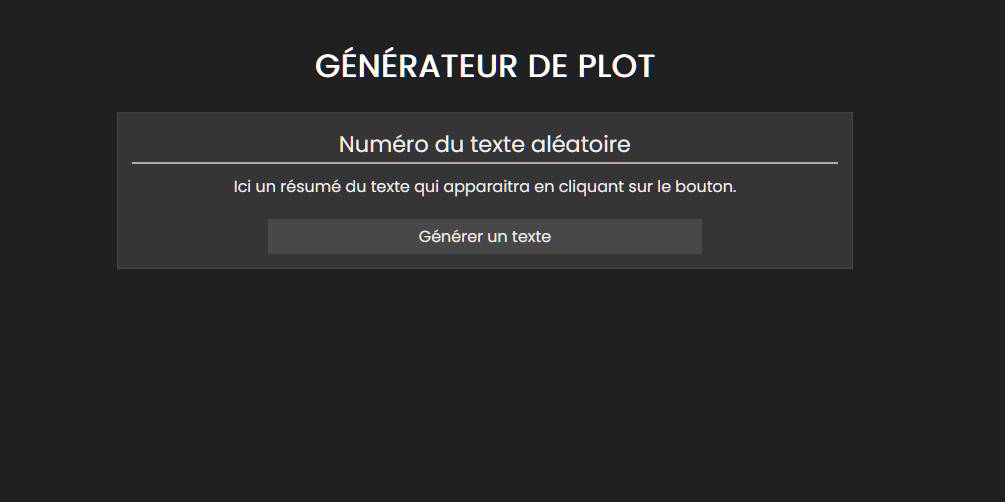 GÉNÉRATEUR DE PLOT
Numéro du texte aléatoire
Ici un résumé du texte qui apparaitra en cliquant sur le bouton.
Générer un texte